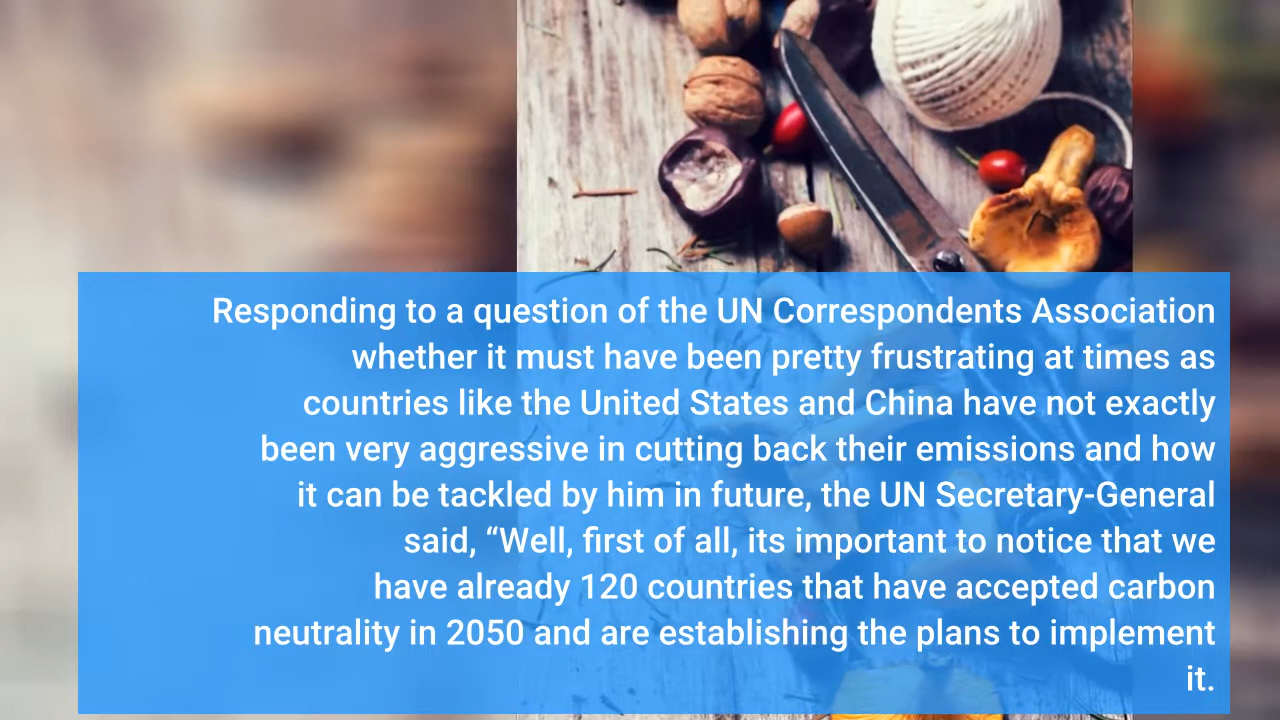 Responding to a question of the UN Correspondents Association
whether it must have been pretty frustrating at times as
countries like the United States and China have not exactly
been very aggressive in cutting back their emissions and how
it can be tackled by him in future, the UN Secretary-General
said, “Well, first of all, its important to notice that we
have already 120 countries that have accepted carbon
neutrality in 2050 and are establishing the plans to implement
it.